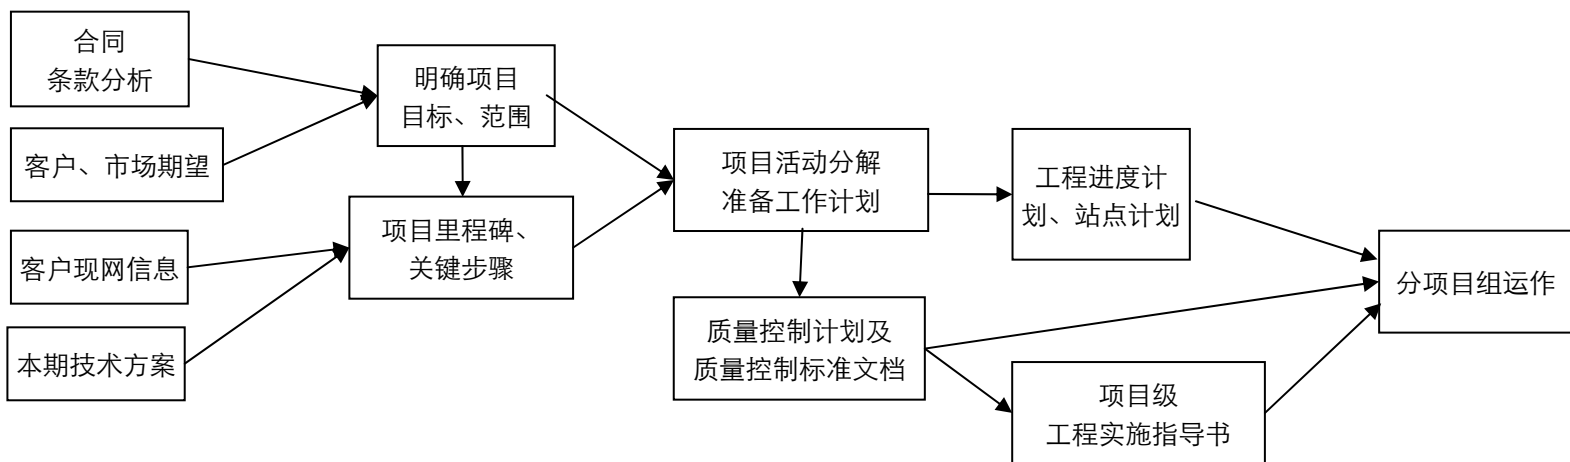 合同
条款分析
客户、市场期望
客户现网信息
本期技术方案
明确项目
目标、范围
项目里程碑、
关键步骤
项目活动分解
准备工作计划
质量控制计划及
质量控制标准文档
工程进度计
划、站点计划
项目级
工程实施指导书
分项目组运作